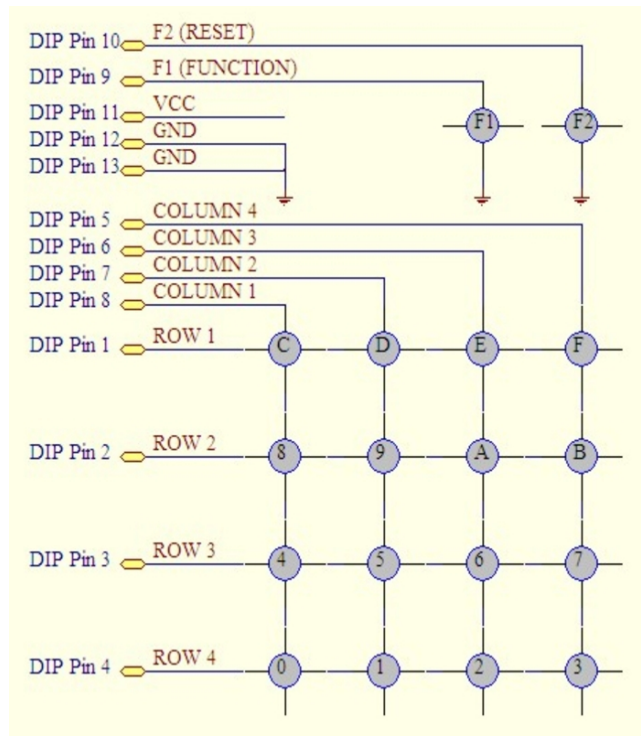 DIP Pin 10 F2 (RESET)
DIP Pin 9 F1 (FUNCTION)
DIP Pin 11 VCC
F1 F2
DIP Pin 12 GND
DIP Pin 13 GND
DIP Pin 5 COLUMN 4
DIP Pin 6 COLUMN 3
DIP Pin 7 COLUMN 2
DIP Pin 8 COLUMN 1
DIP Pin 1 ROW 1 C D E F
DIP Pin 2 ROW 2 8 9 A B
DIP Pin 3 ROW 3 4 5 6 7
DIP Pin 4 ROW 4 0 1 2 3